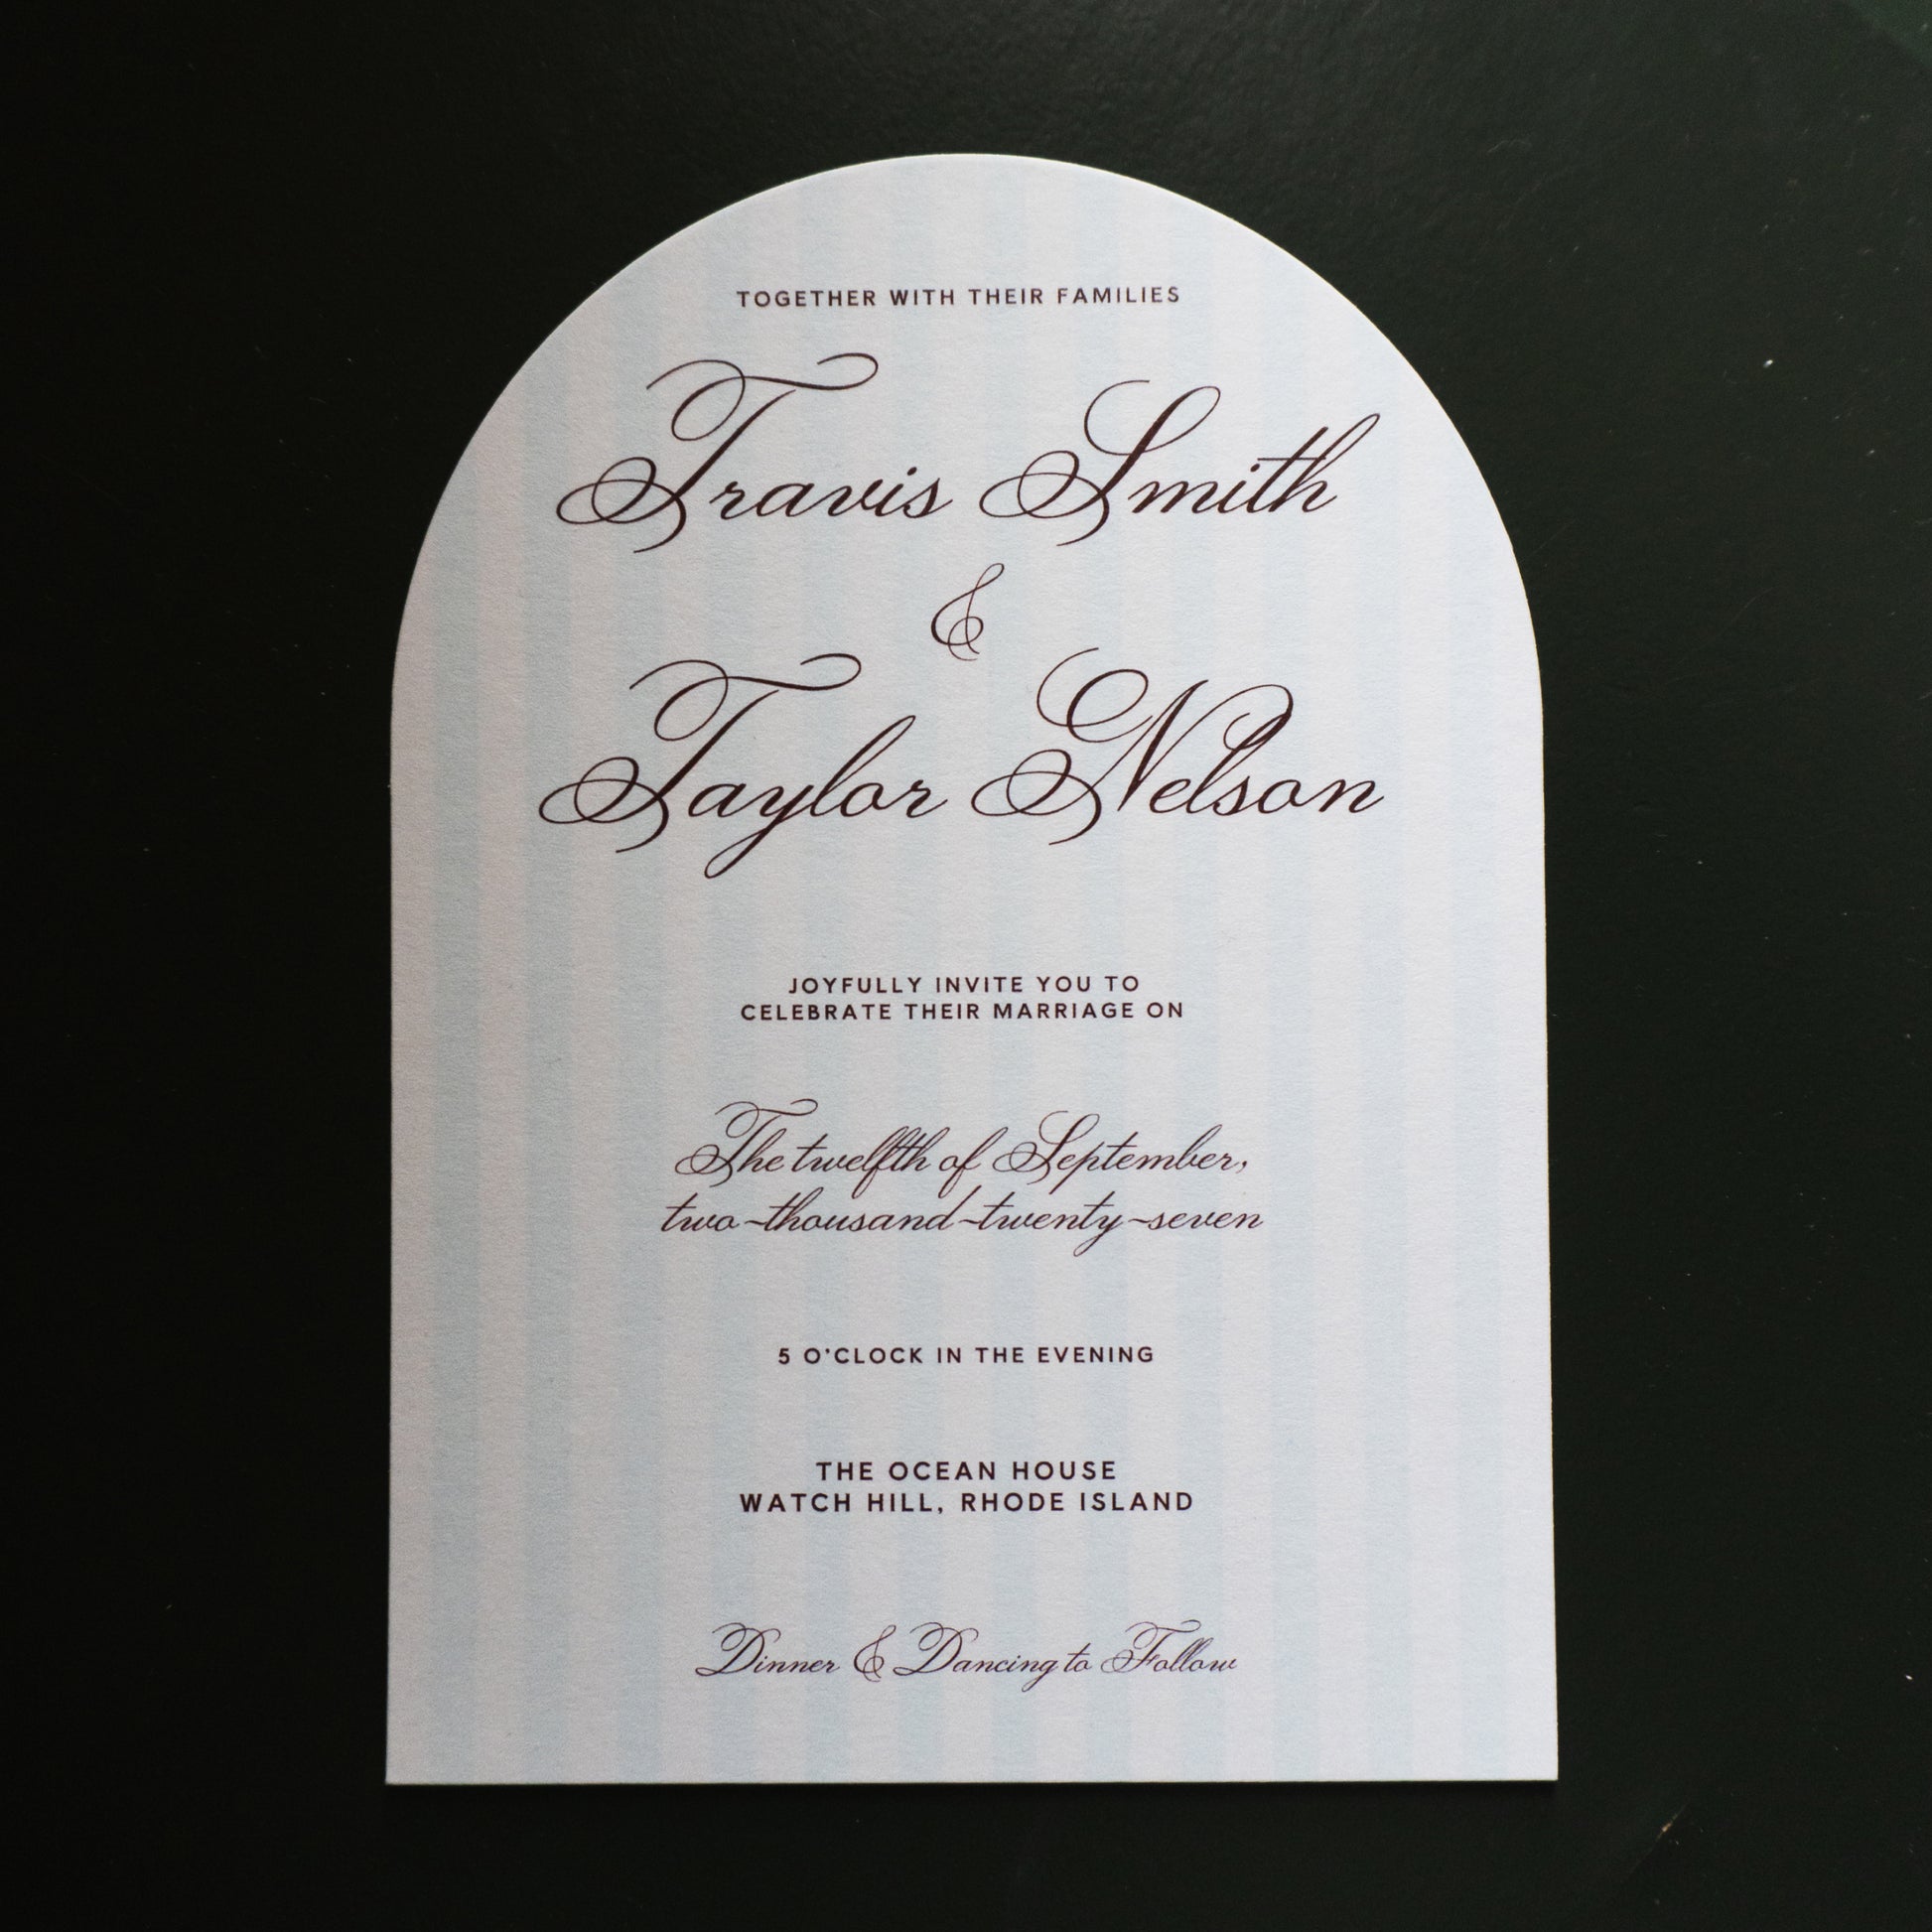 TOGETHER WITH THEIR FAMILIES
Travis Smith
&
Taylor Nelson
JOYFULLY INVITE YOU TO
CELEBRATE THEIR MARRIAGE ON
The twelfth of September,
two-thousand-twenty-seven
5 O'CLOCK IN THE EVENING
THE OCEAN HOUSE
WATCH HILL, RHODE ISLAND
Dinner & Dancing to Follow